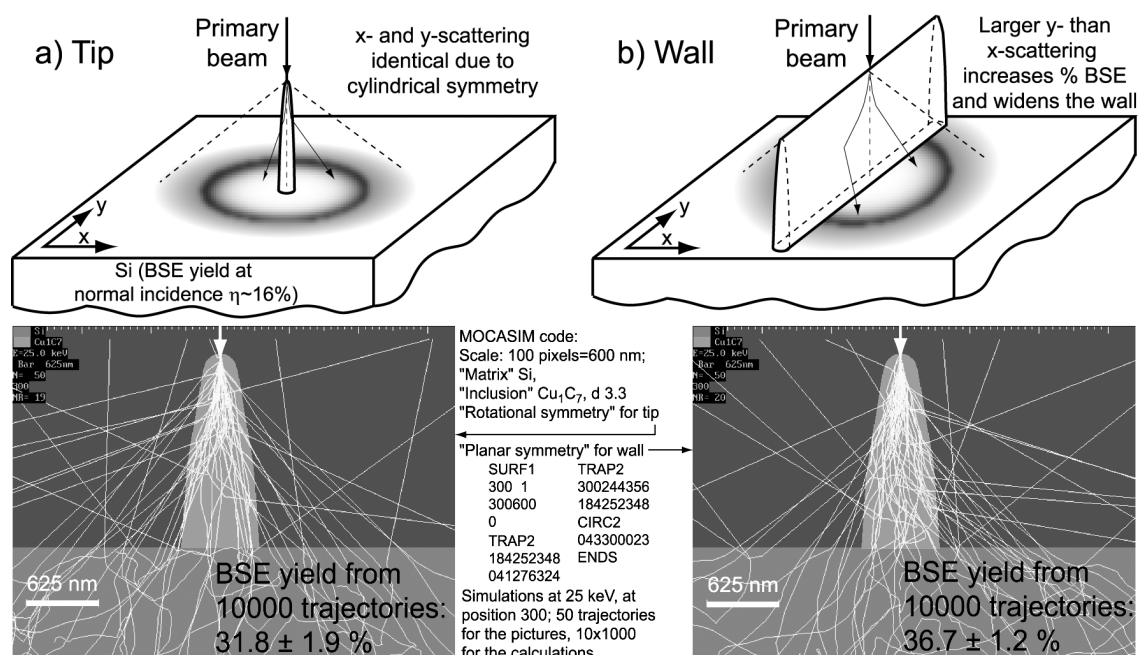 a) Tip
Primary
beam
x- and y-scattering
identical due to
cylindrical symmetry
y
x
Si (BSE yield at
normal incidence η~16%)
b) Wall
Primary
beam
Larger y- than
x-scattering
increases % BSE
and widens the wall
y
x
Si
Cu1C7
E=25.0 keV
Bar 625nm
N= 50
300
NR= 19
625 nm
BSE yield from
10000 trajectories:
31.8 ± 1.9 %
MOCASIM code:
Scale: 100 pixels=600 nm;
"Matrix" Si,
"Inclusion" Cu₁C₇, d 3.3
"Rotational symmetry" for tip
"Planar symmetry" for wall
SURF1
300 1
300600
0
TRAP2
184252348
041276324
TRAP2
300244356
184252348
CIRC2
043300023
ENDS
Simulations at 25 keV, at
position 300; 50 trajectories
for the pictures, 10x1000
for the calculations
Si
Cu1C7
E=25.0 keV
Bar 625nm
N= 50
300
NR= 20
625 nm
BSE yield from
10000 trajectories:
36.7 ± 1.2 %